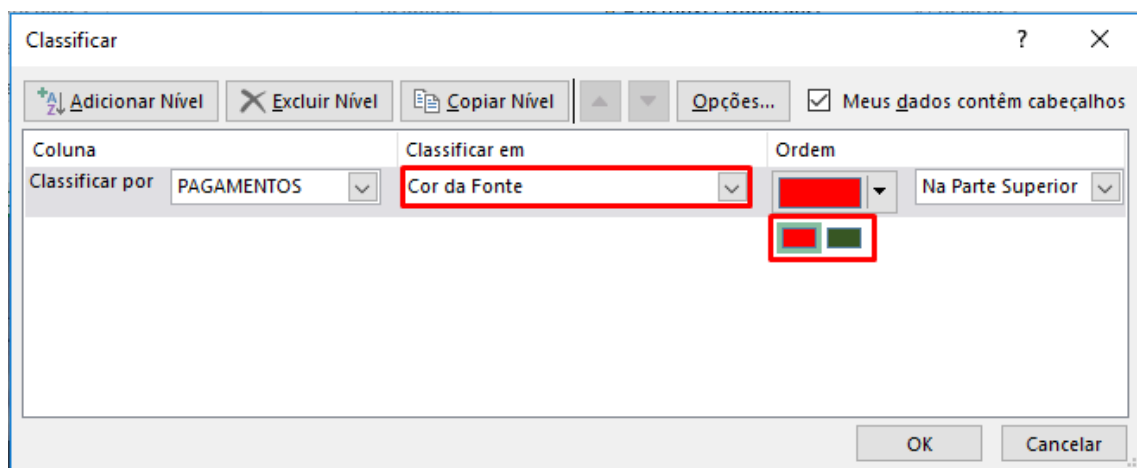 Classificar ?
Adicionar Nível Excluir Nível Copiar Nível Opções... Meus dados contêm cabeçalhos
Coluna Classificar em Ordem
Classificar por PAGAMENTOS Cor da Fonte Na Parte Superior
OK Cancelar